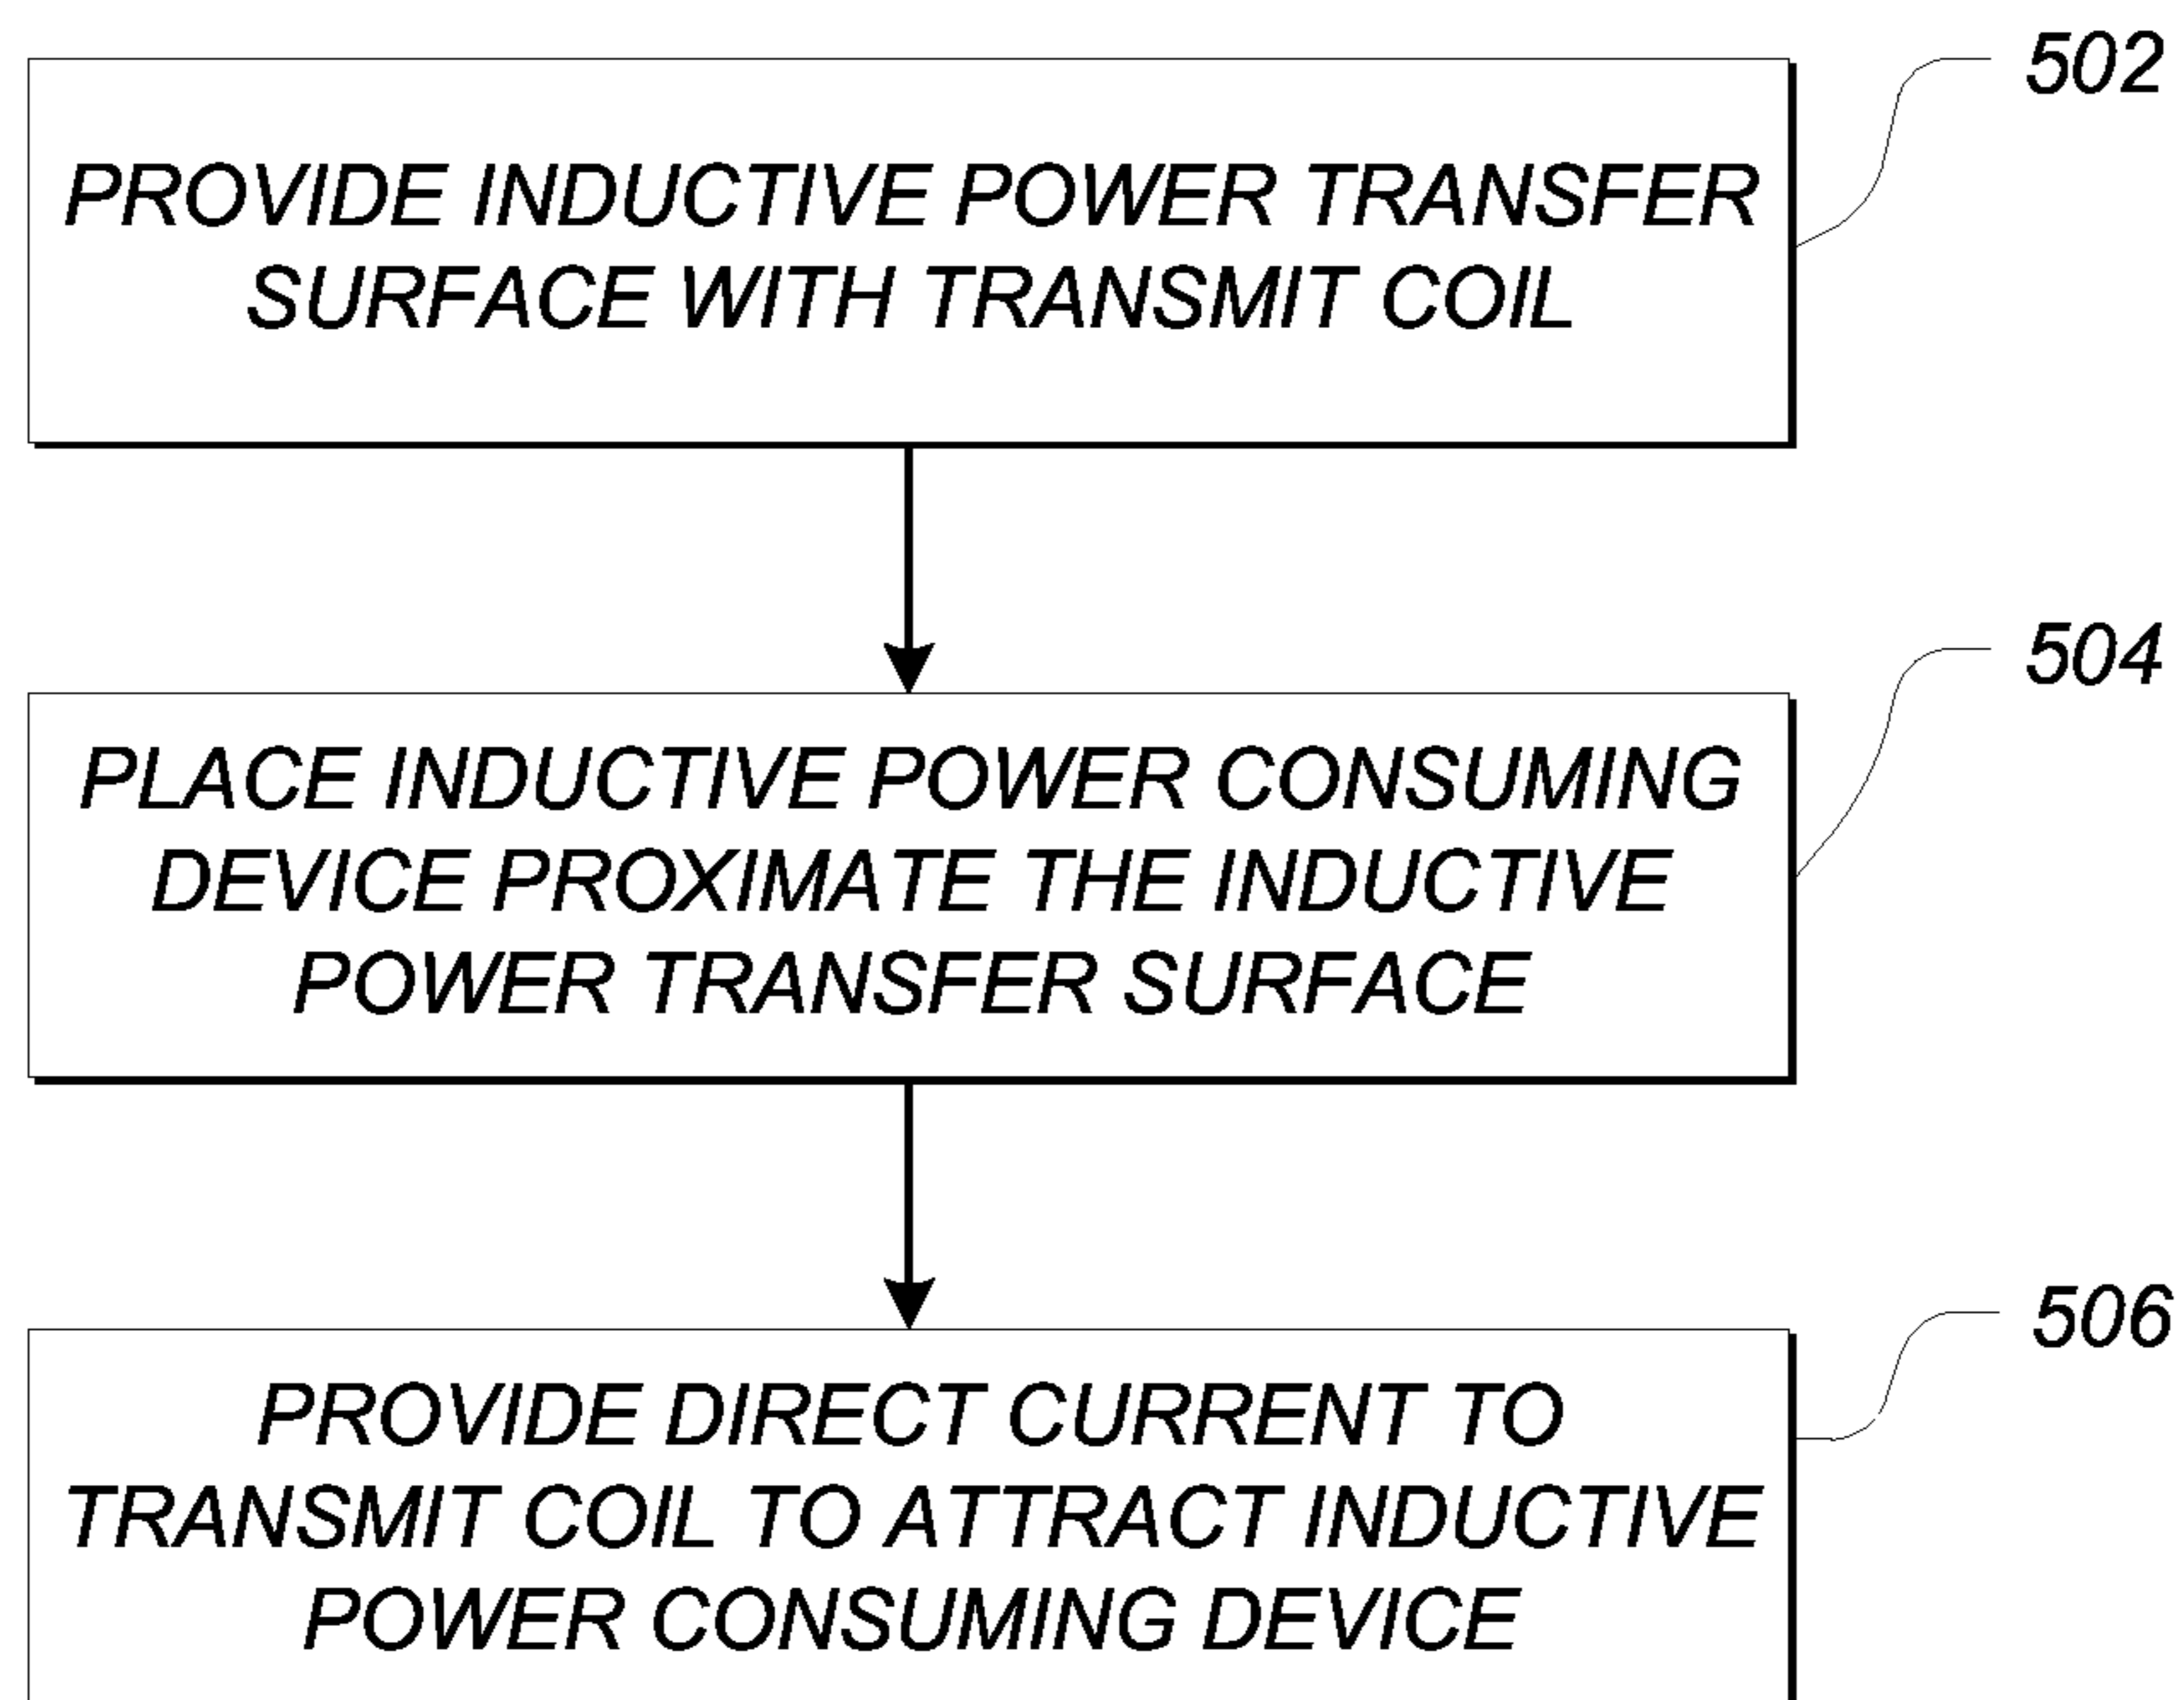 502
PROVIDE INDUCTIVE POWER TRANSFER
SURFACE WITH TRANSMIT COIL
504
PLACE INDUCTIVE POWER CONSUMING
DEVICE PROXIMATE THE INDUCTIVE
POWER TRANSFER SURFACE
506
PROVIDE DIRECT CURRENT TO
TRANSMIT COIL TO ATTRACT INDUCTIVE
POWER CONSUMING DEVICE